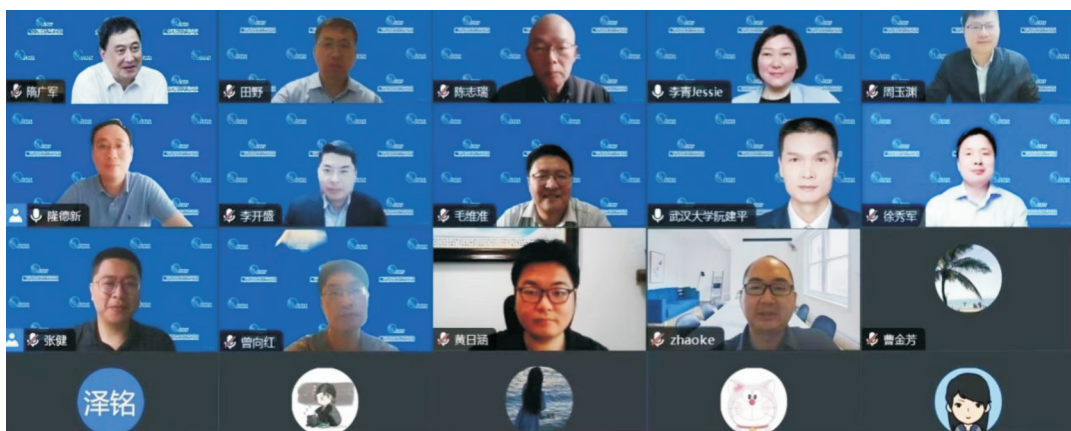 隋广军
田野
陈志瑞
李青Jessie
周玉渊
隆德新
李开盛
毛维准
武汉大学阮建平
徐秀军
张健
曾向红
黄日涵
zhaoke
曹金芳
泽铭